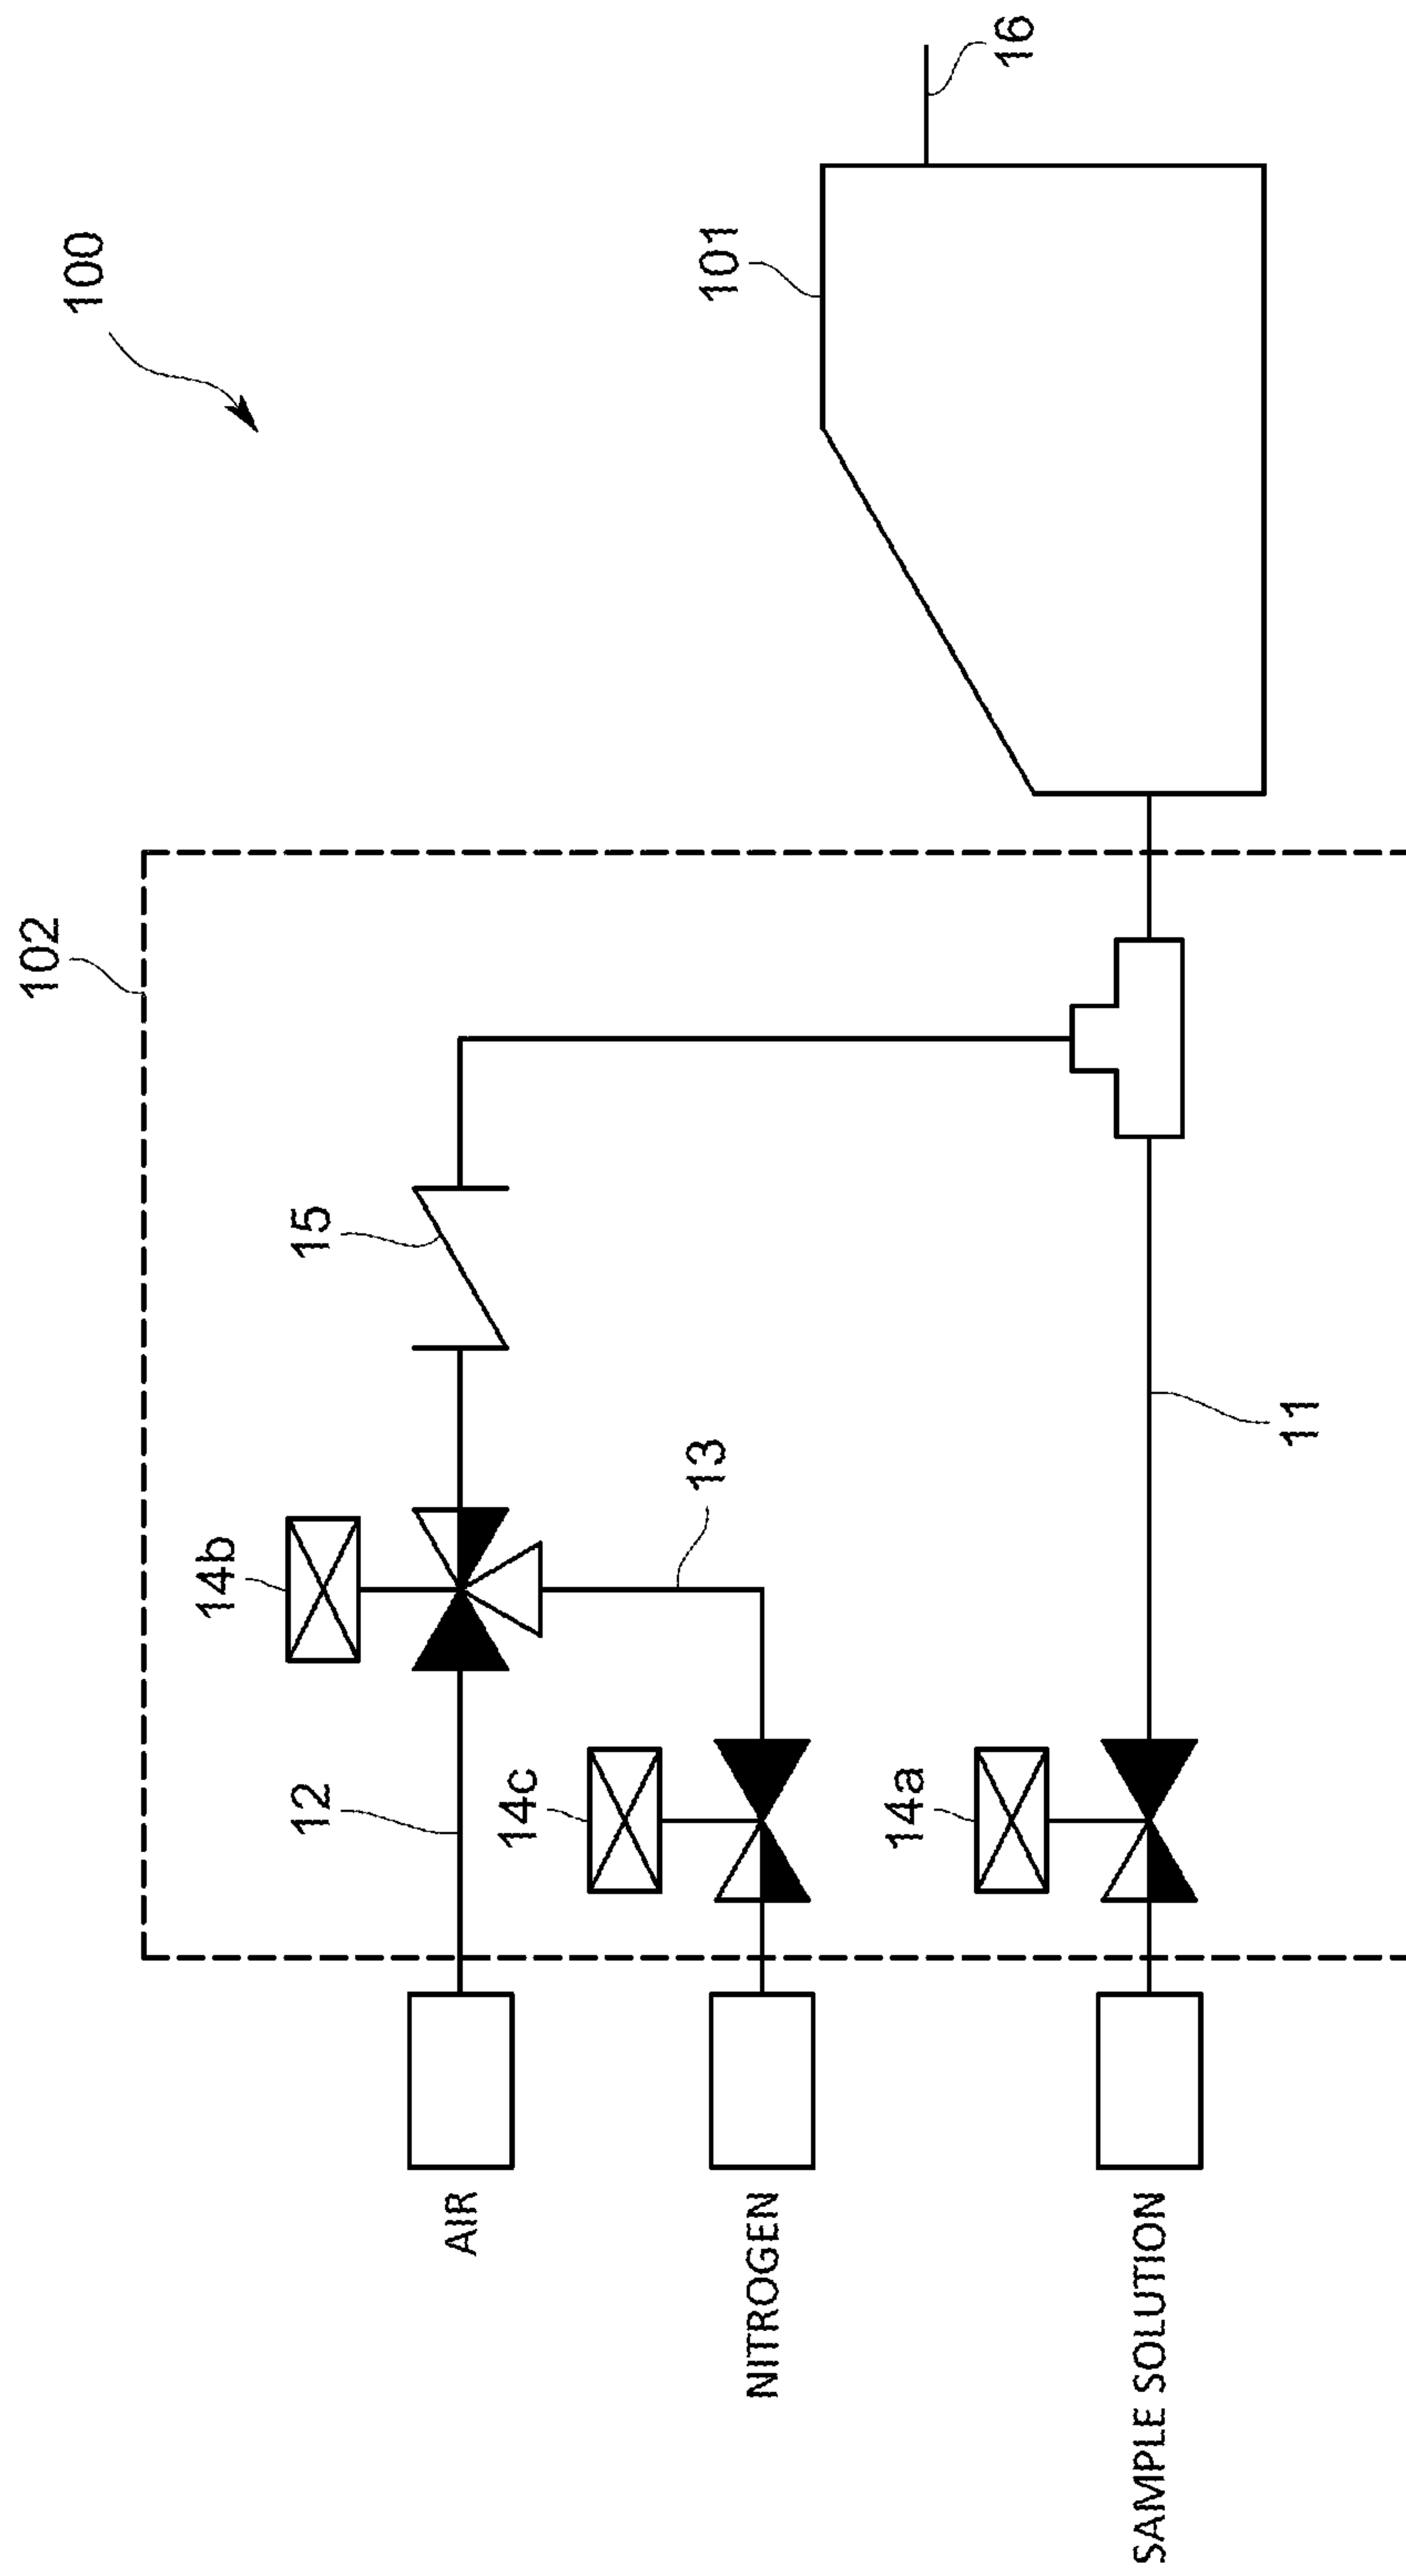 100
102
101
16
15
14b
13
12
14c
14a
11
AIR
NITROGEN
SAMPLE SOLUTION